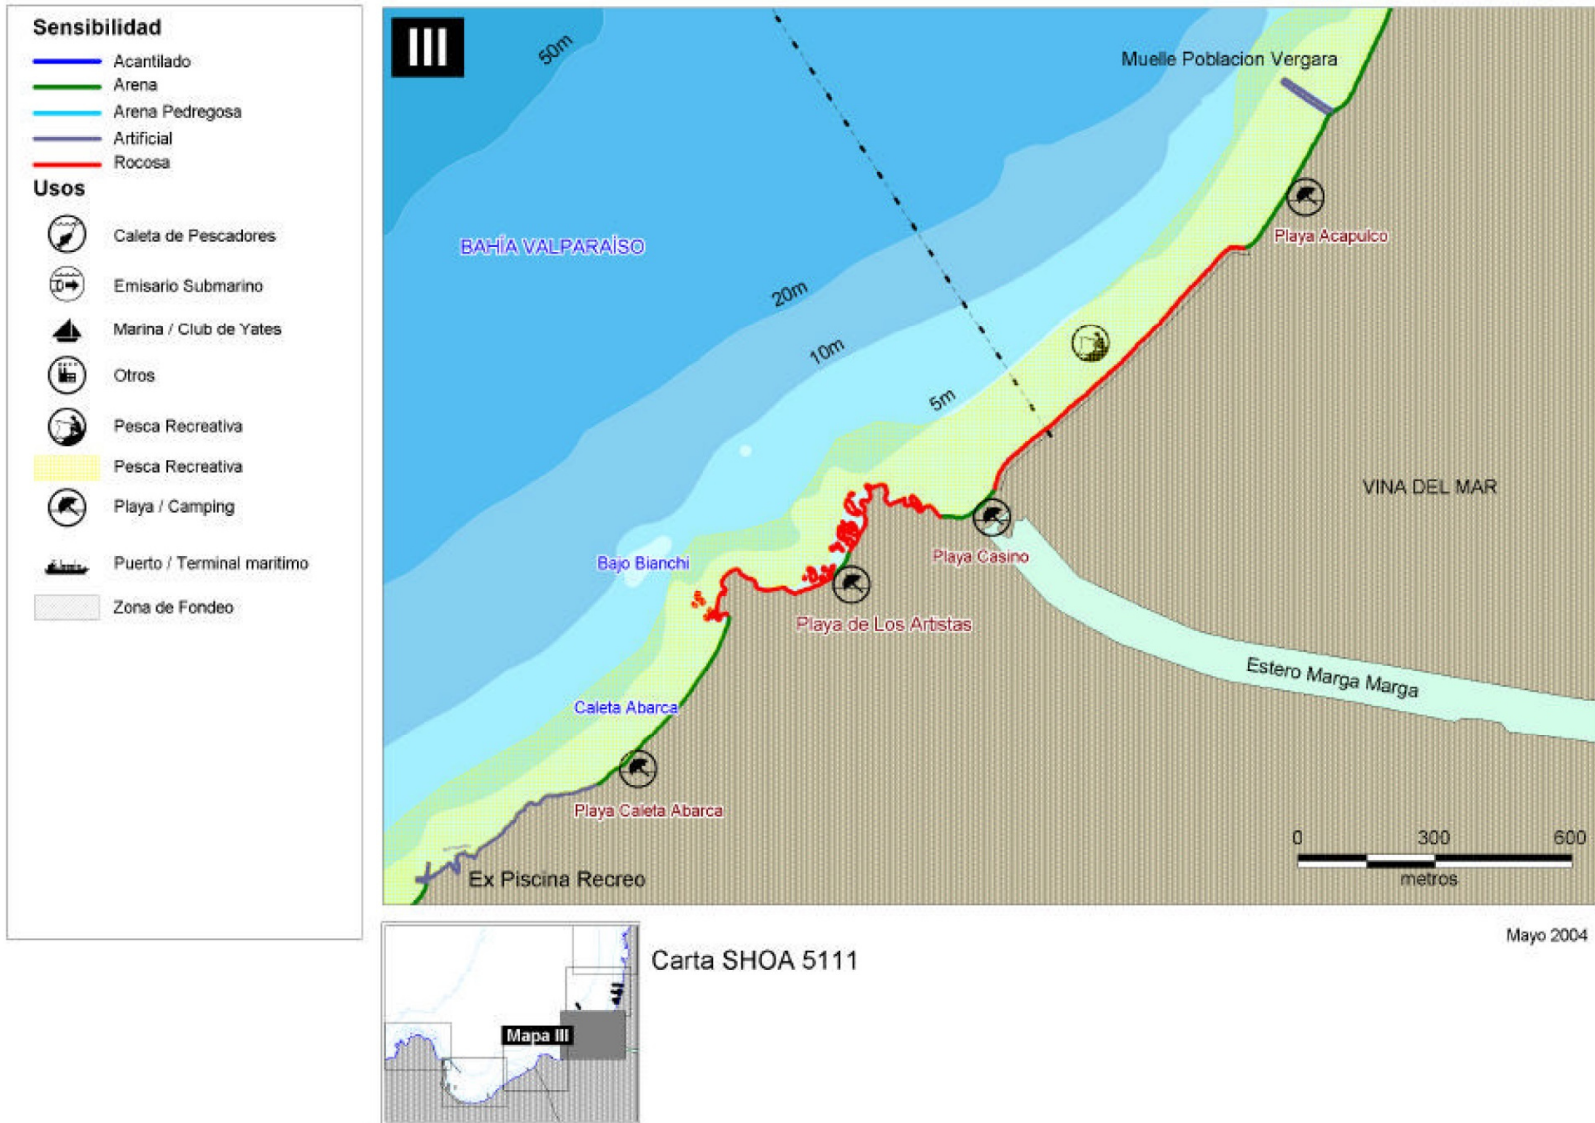 Sensibilidad
Acantilado
Arena
Arena Pedregosa
Artificial
Rocosa
Usos
Caleta de Pescadores
Emisario Submarino
Marina / Club de Yates
Otros
Pesca Recreativa
Pesca Recreativa
Playa / Camping
Puerto / Terminal maritimo
Zona de Fondeo
III
50m
Muelle Poblacion Vergara
BAHÍA VALPARAÍSO
Playa Acapulco
20m
10m
5m
VINA DEL MAR
Bajo Bianchi
Playa Casino
Playa de Los Artistas
Estero Marga Marga
Caleta Abarca
Playa Caleta Abarca
Ex Piscina Recreo
0 300 600
metros
Mayo 2004
Carta SHOA 5111
Mapa III